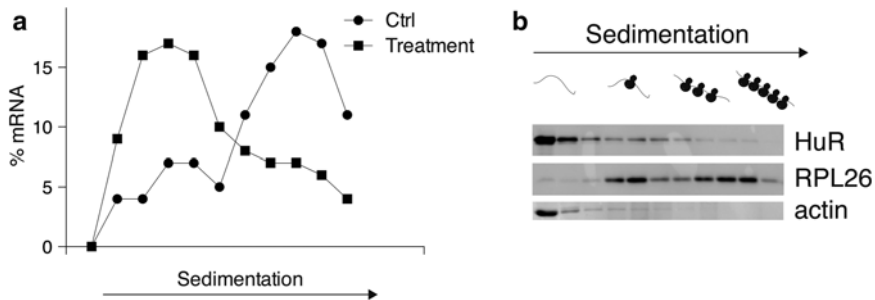 a
Ctrl
Treatment
% mRNA
15
10
5
0
Sedimentation
b
Sedimentation
HuR
RPL26
actin